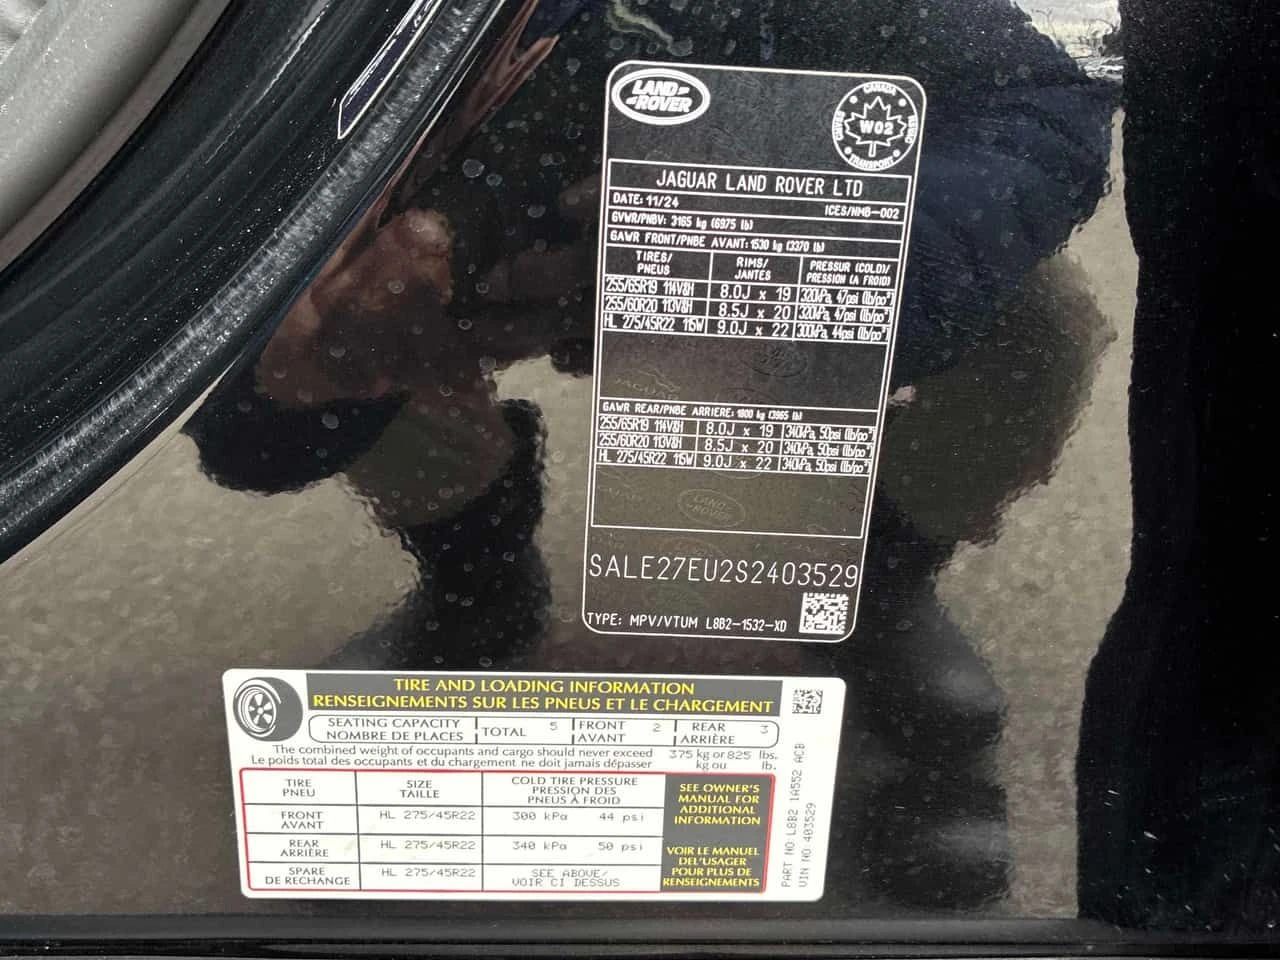 LAND ROVER
CANADA
W02
TRANSPORT
JAGUAR LAND ROVER LTD
DATE: 11/24 ICES/NMB-002
GVWR/PNBV: 3165 kg (6975 lb)
GAWR FRONT/PNBE AVANT: 1530 kg (3370 lb)
TIRES/ PNEUS RIMS/ JANTES PRESSUR (COLD)/ PRESSION (A FROID)
255/65R19 114V8H 8.0J x 19 320kPa, 47psi (lb/po²)
255/60R20 113V8H 8.5J x 20 320kPa, 47psi (lb/po²)
HL 275/45R22 115W 9.0J x 22 300kPa, 44psi (lb/po²)
GAWR REAR/PNBE ARRIERE: 1800 kg (3965 lb)
255/65R19 114V8H 8.0J x 19 340kPa, 50psi (lb/po²)
255/60R20 113V8H 8.5J x 20 340kPa, 50psi (lb/po²)
HL 275/45R22 115W 9.0J x 22 340kPa, 50psi (lb/po²)
LAND ROVER
SALE27EU2S2403529
TYPE: MPV/VTUM L8B2-1532-XD
TIRE AND LOADING INFORMATION
RENSEIGNEMENTS SUR LES PNEUS ET LE CHARGEMENT
SEATING CAPACITY
NOMBRE DE PLACES
TOTAL 5
FRONT AVANT 2
REAR ARRIÈRE 3
The combined weight of occupants and cargo should never exceed 375 kg or 825 lbs.
Le poids total des occupants et du chargement ne doit jamais dépasser kg ou lb.
TIRE PNEU
SIZE TAILLE
COLD TIRE PRESSURE
PRESSION DES
PNEUS À FROID
FRONT AVANT HL 275/45R22 300 kPa 44 psi
REAR ARRIÈRE HL 275/45R22 340 kPa 50 psi
SPARE DE RECHANGE HL 275/45R22 SEE ABOVE/ VOIR CI DESSUS
SEE OWNER'S
MANUAL FOR
ADDITIONAL
INFORMATION
VOIR LE MANUEL
DEL'USAGER
POUR PLUS DE
RENSEIGNEMENTS
PART NO: L8B2 1A552 ACB
VIN NO: 403529